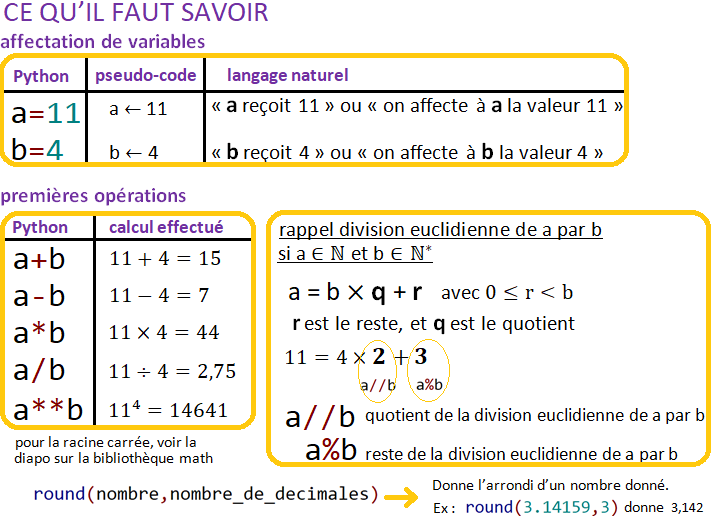 CE QU'IL FAUT SAVOIR
affectation de variables
Python pseudo-code langage naturel
a=11 a ← 11 « a reçoit 11 » ou « on affecte à a la valeur 11 »
b=4 b ← 4 « b reçoit 4 » ou « on affecte à b la valeur 4 »
premières opérations
Python calcul effectué
a+b 11 + 4 = 15
a-b 11 − 4 = 7
a*b 11 × 4 = 44
a/b 11 ÷ 4 = 2,75
a**b 11⁴ = 14641
pour la racine carrée, voir la
diapo sur la bibliothèque math
rappel division euclidienne de a par b
si a ∈ ℕ et b ∈ ℕ*
a = b × q + r avec 0 ≤ r < b
r est le reste, et q est le quotient
11 = 4 × 2 + 3
a//b a%b
a//b quotient de la division euclidienne de a par b
a%b reste de la division euclidienne de a par b
round(nombre,nombre_de_decimales)
Donne l'arrondi d'un nombre donné.
Ex : round(3.14159,3) donne 3,142